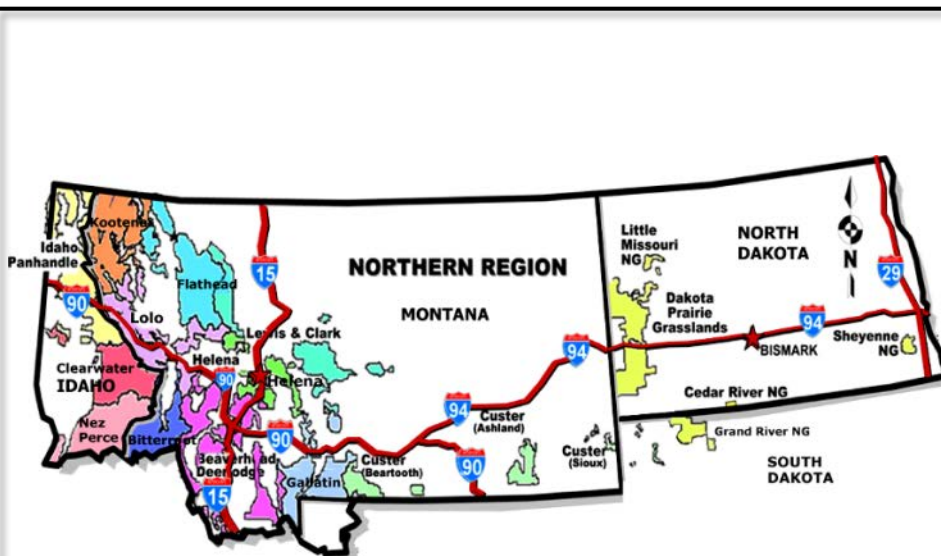 NORTHERN REGION
MONTANA
Kootenai
Idaho
Panhandle
Flathead
15
90
Lolo
Lewis & Clark
Helena
90
Helena
Clearwater
IDAHO
Nez
Perce
Bitterroot
Beaverhead
Deerlodge
90
15
Gallatin
Custer
(Beartooth)
94
Custer
(Ashland)
90
94
Custer
(Sioux)
Little
Missouri
NG
NORTH
DAKOTA
N
29
Dakota
Prairie
Grasslands
94
BISMARK
Sheyenne
NG
Cedar River NG
Grand River NG
SOUTH
DAKOTA